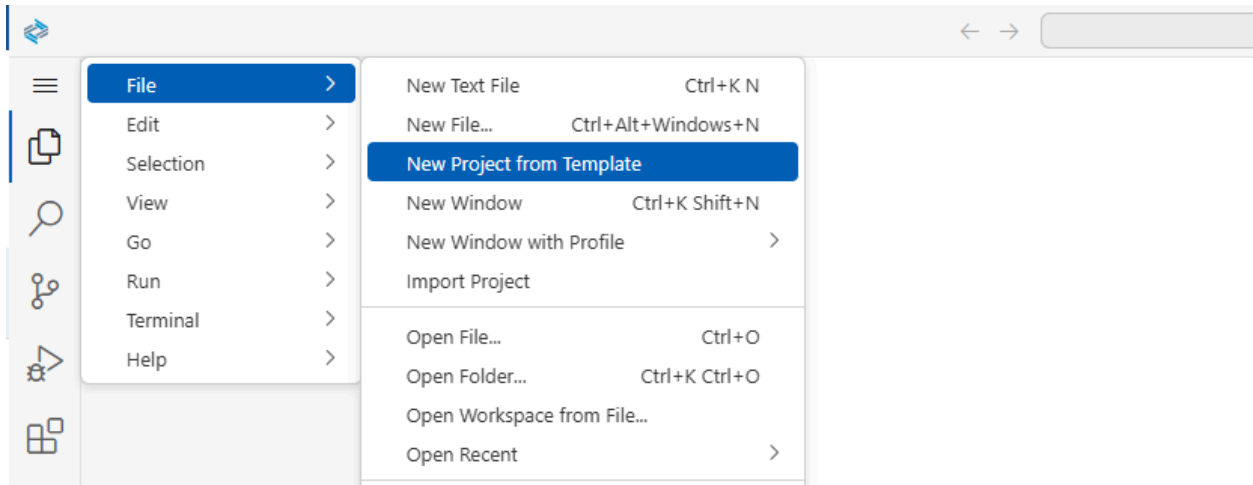 File
Edit
Selection
View
Go
Run
Terminal
Help
New Text File Ctrl+K N
New File... Ctrl+Alt+Windows+N
New Project from Template
New Window Ctrl+K Shift+N
New Window with Profile
Import Project
Open File... Ctrl+O
Open Folder... Ctrl+K Ctrl+O
Open Workspace from File...
Open Recent